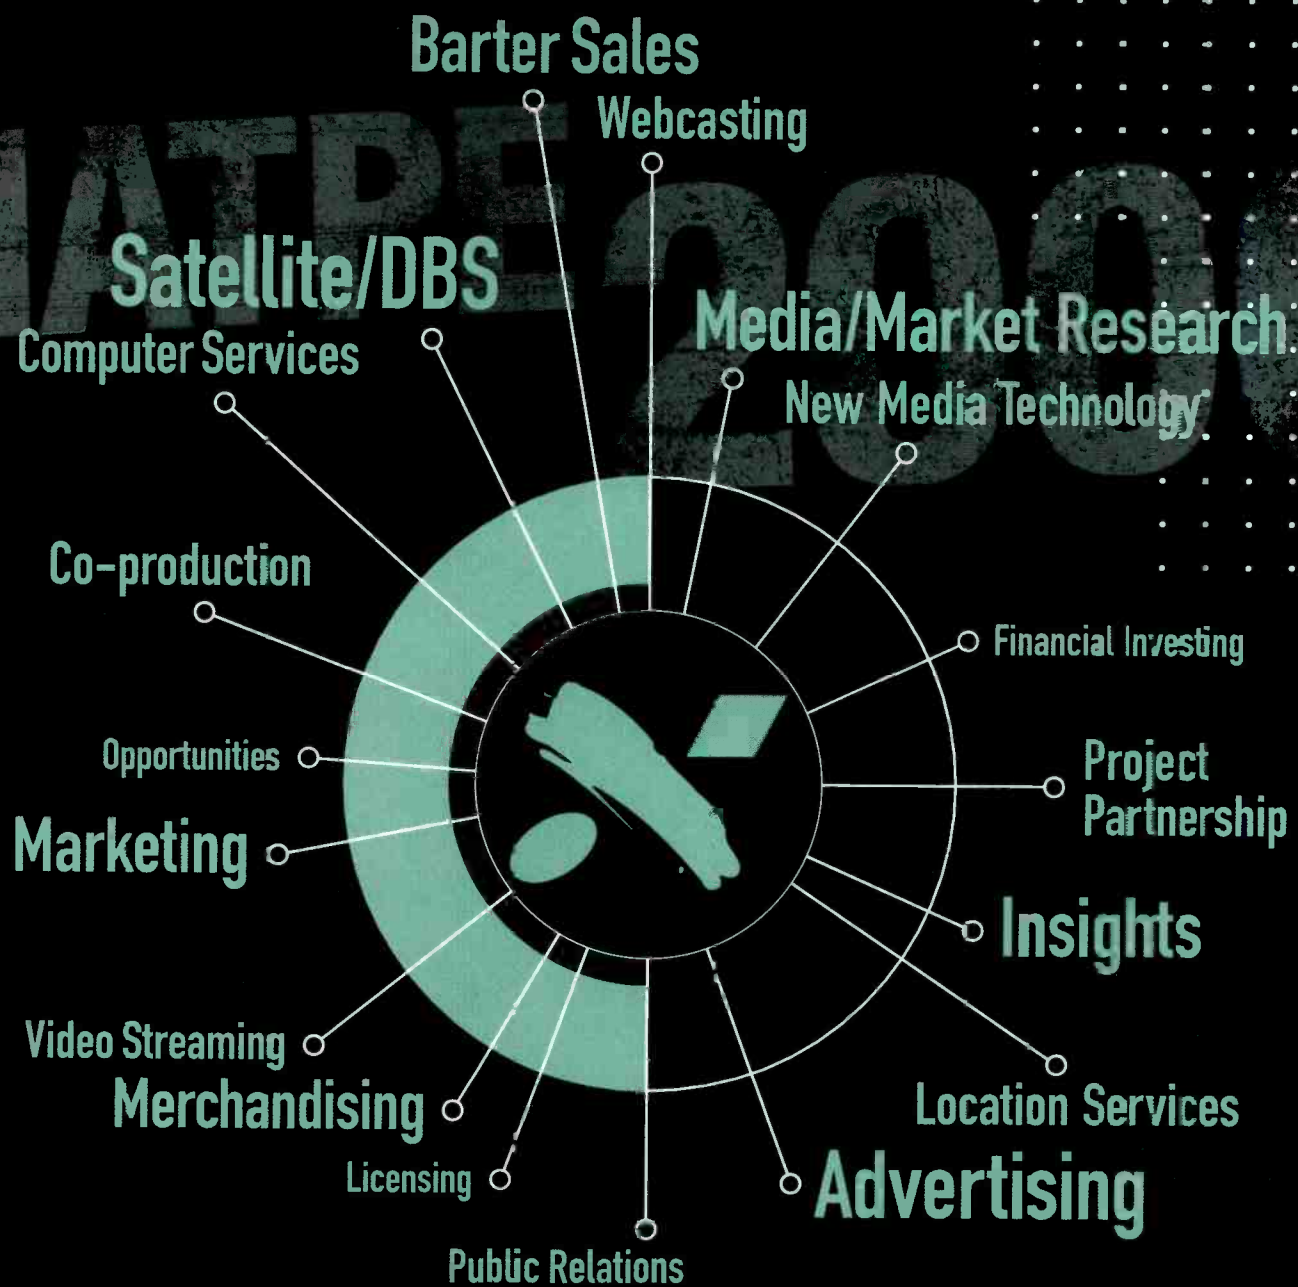 Barter Sales
Webcasting
NATPE 2000
Satellite/DBS
Media/Market Research
Computer Services
New Media Technology
Co-production
Financial Investing
Opportunities
Project
Partnership
Marketing
Insights
Video Streaming
Merchandising
Location Services
Licensing
Advertising
Public Relations